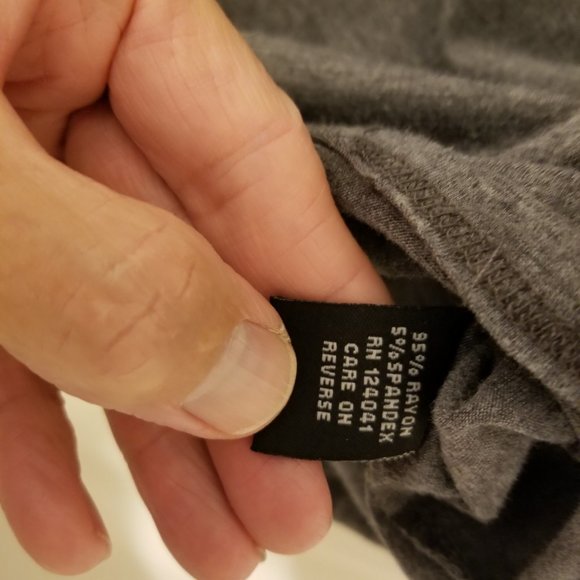 95% RAYON
5% SPANDEX
RN 124041
CARE ON
REVERSE